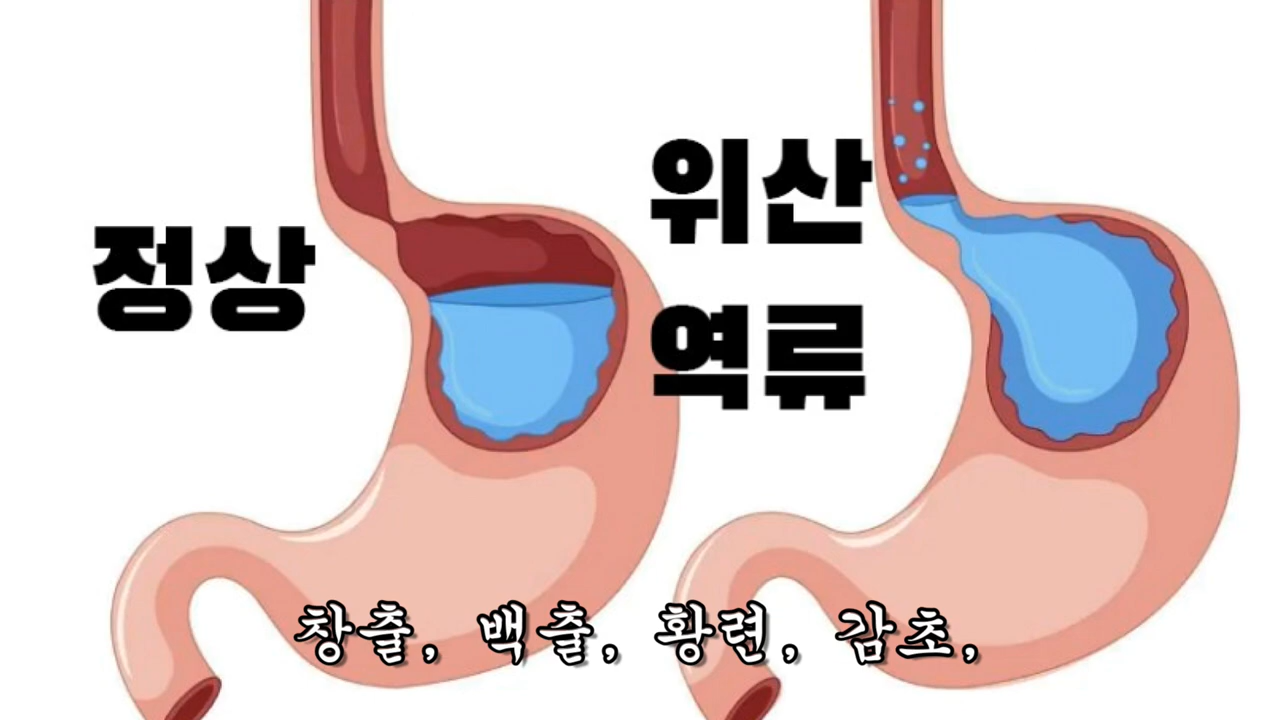 정상
위산
역류
창출, 백출, 황련, 감초,